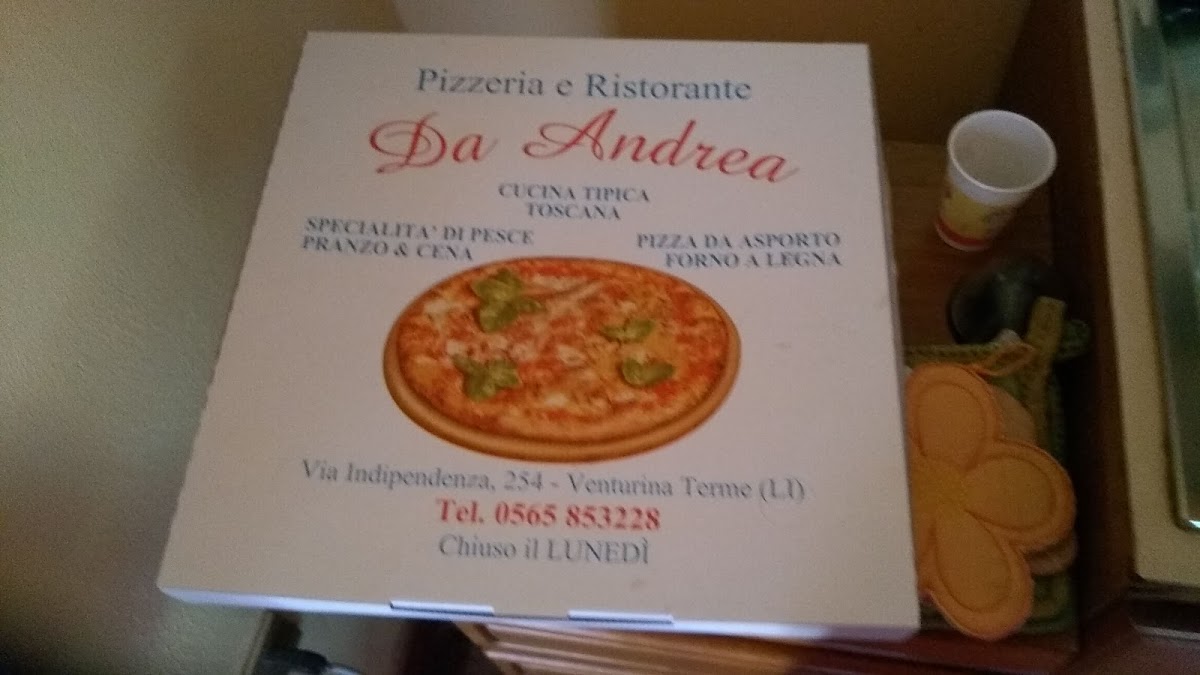 Pizzeria e Ristorante
Da Andrea
CUCINA TIPICA
TOSCANA
SPECIALITA' DI PESCE
PRANZO & CENA
PIZZA DA ASPORTO
FORNO A LEGNA
Via Indipendenza, 254 - Venturina Terme (LI)
Tel. 0565 853228
Chiuso il LUNEDÌ